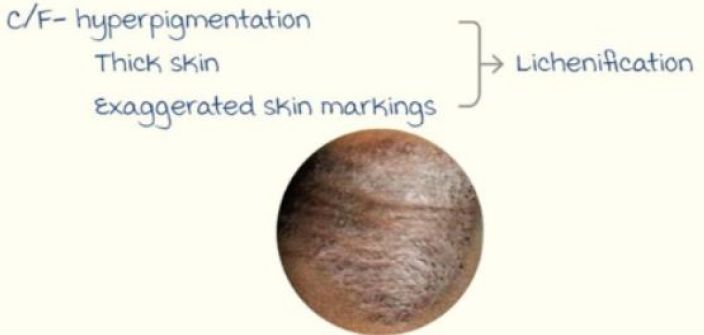 C/F- hyperpigmentation
Thick skin
Exaggerated skin markings
→ Lichenification